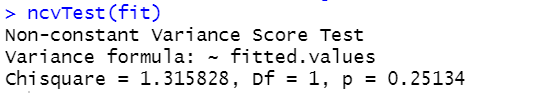 > ncvTest(fit)
Non-constant Variance Score Test
Variance formula: ~ fitted.values
Chisquare = 1.315828, Df = 1, p = 0.25134